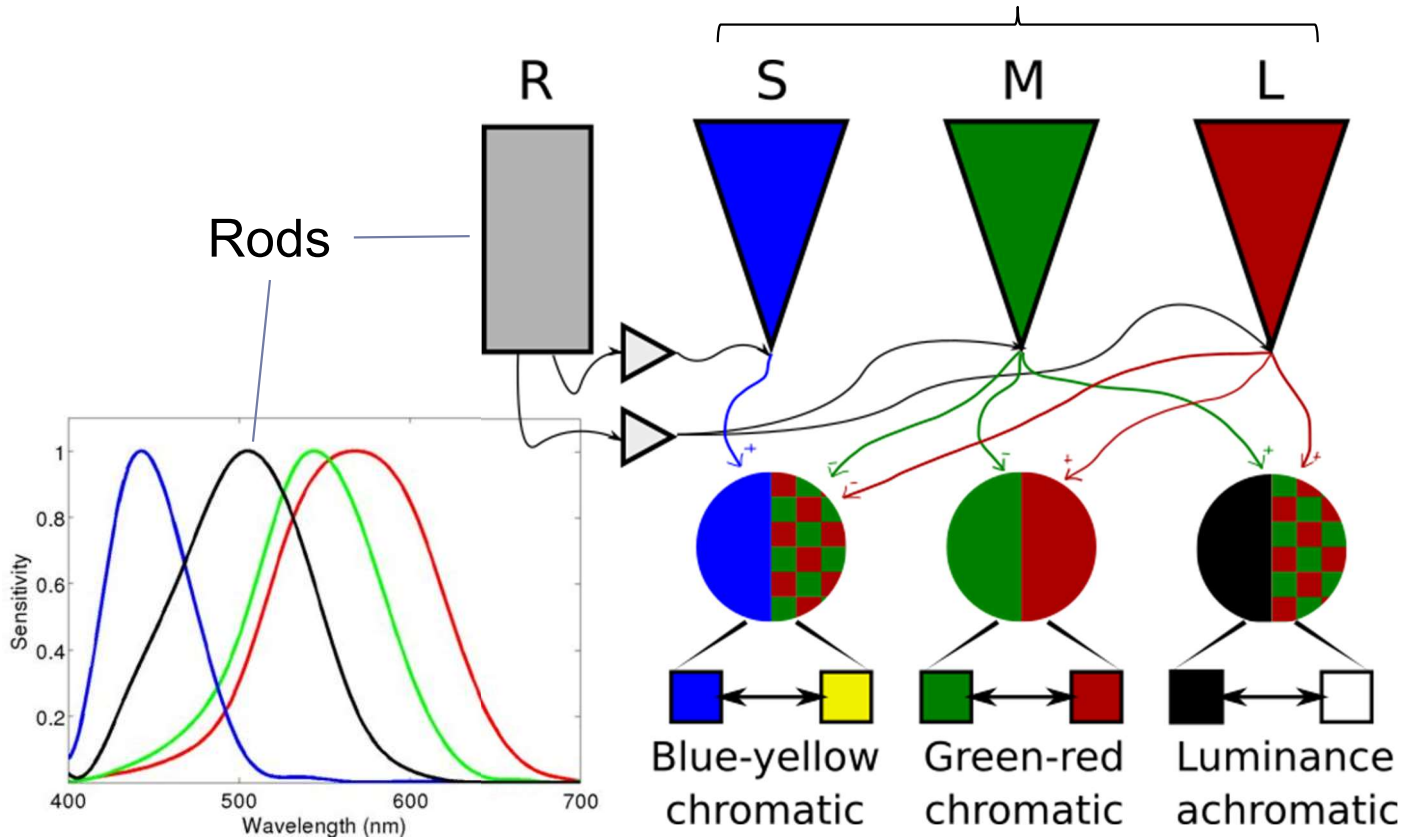 R
S
M
L
Rods
+
-
-
-
+
+
+
1
0.8
0.6
0.4
0.2
Sensitivity
400
500
600
700
Wavelength (nm)
Blue-yellow
chromatic
Green-red
chromatic
Luminance
achromatic